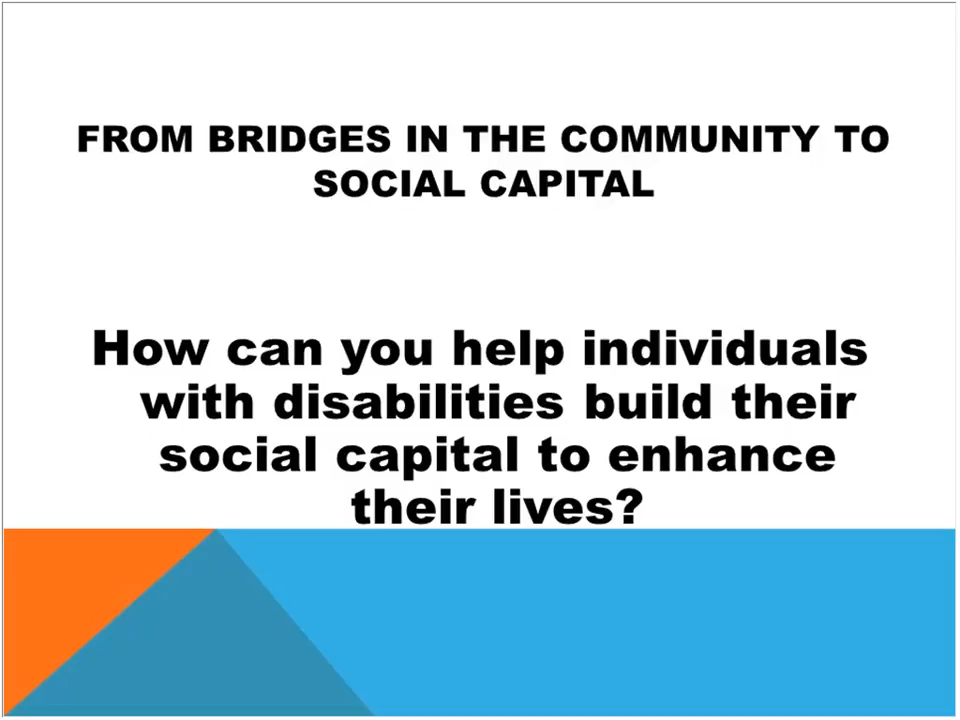 FROM BRIDGES IN THE COMMUNITY TO
SOCIAL CAPITAL
How can you help individuals
with disabilities build their
social capital to enhance
their lives?